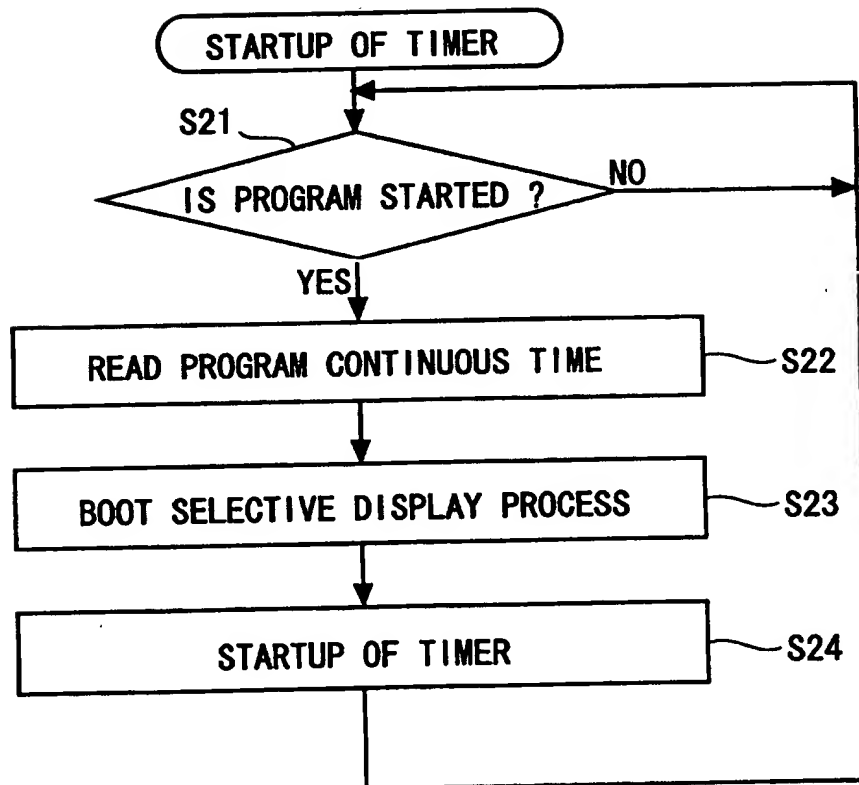 STARTUP OF TIMER
S21
IS PROGRAM STARTED ?
NO
YES
READ PROGRAM CONTINUOUS TIME
S22
BOOT SELECTIVE DISPLAY PROCESS
S23
STARTUP OF TIMER
S24